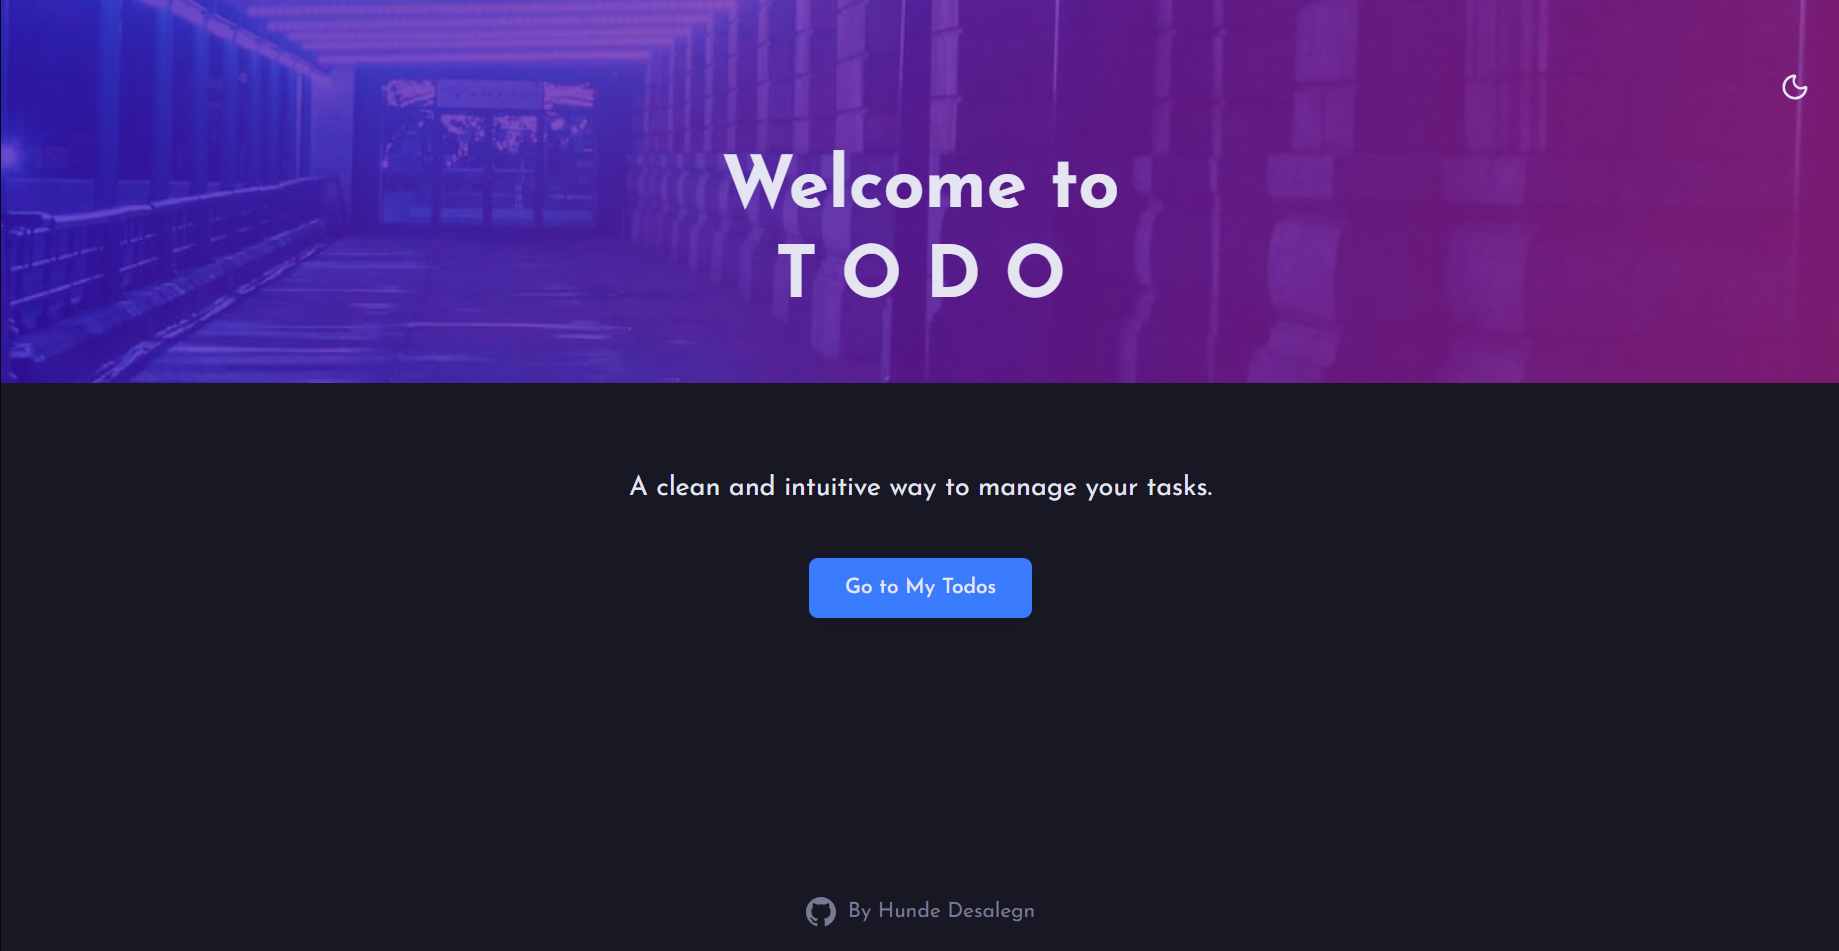 Welcome to
T O D O
A clean and intuitive way to manage your tasks.
Go to My Todos
By Hunde Desalegn